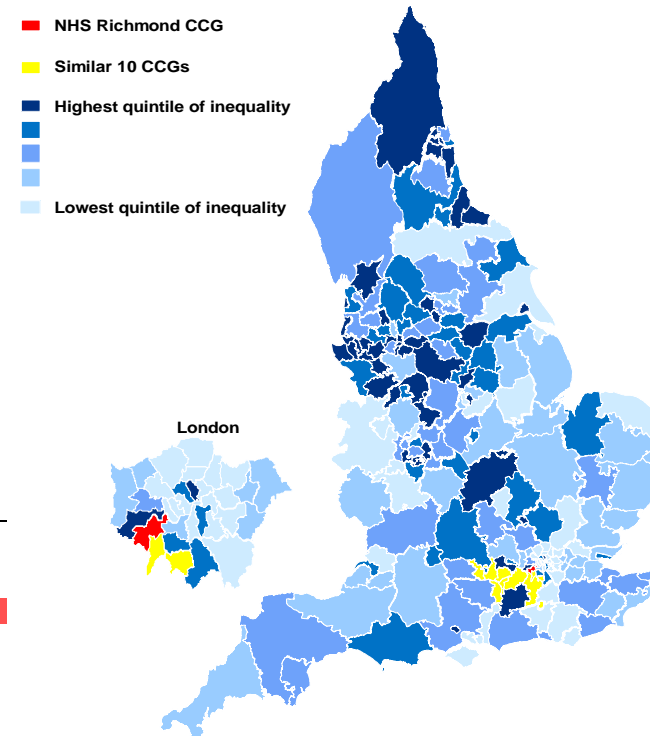 NHS Richmond CCG
Similar 10 CCGs
Highest quintile of inequality
Lowest quintile of inequality
London